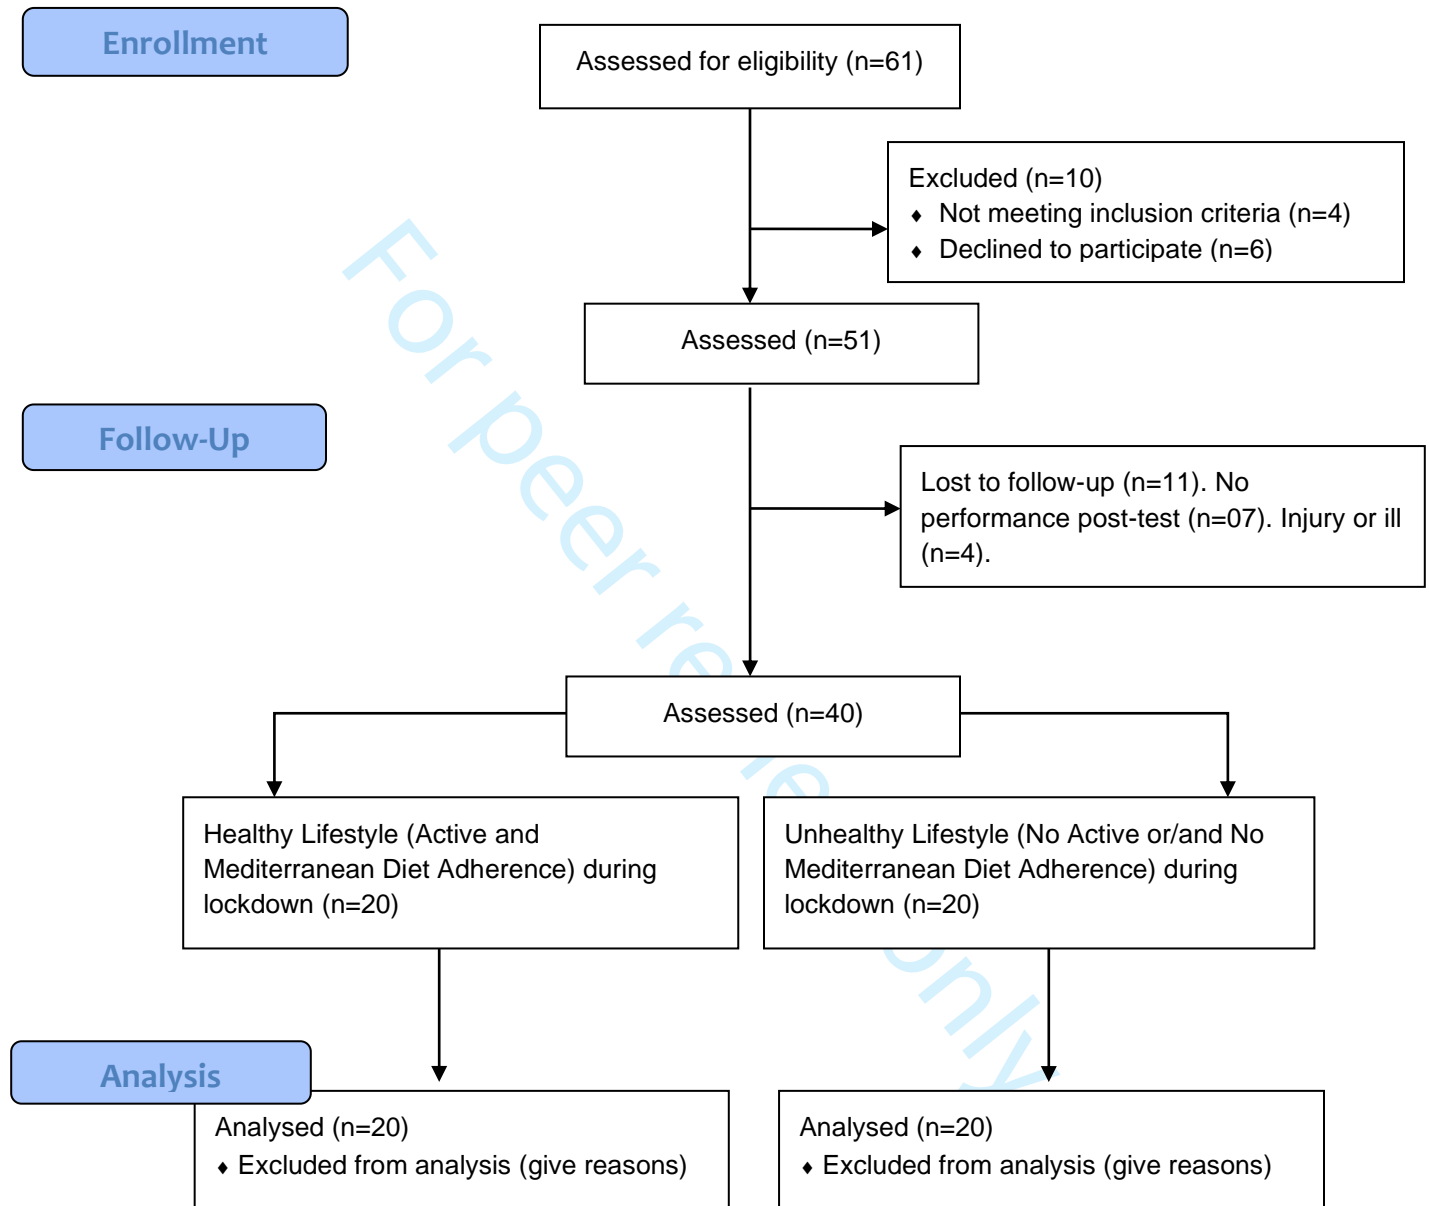 Enrollment
Assessed for eligibility (n=61)
Excluded (n=10)
♦ Not meeting inclusion criteria (n=4)
♦ Declined to participate (n=6)
Assessed (n=51)
Follow-Up
Lost to follow-up (n=11). No
performance post-test (n=07). Injury or ill
(n=4).
Assessed (n=40)
Healthy Lifestyle (Active and
Mediterranean Diet Adherence) during
lockdown (n=20)
Unhealthy Lifestyle (No Active or/and No
Mediterranean Diet Adherence) during
lockdown (n=20)
Analysis
Analysed (n=20)
♦ Excluded from analysis (give reasons)
Analysed (n=20)
♦ Excluded from analysis (give reasons)
For peer re
only